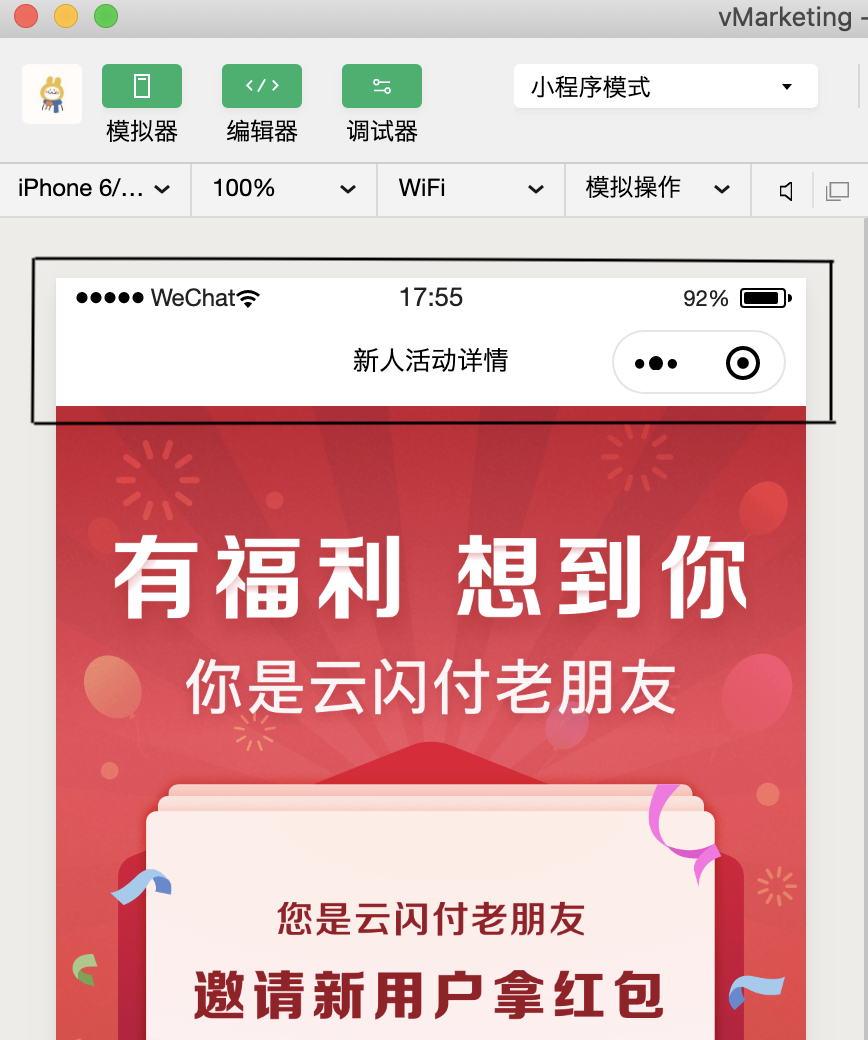 vMarketing -
模拟器 编辑器 调试器 小程序模式
iPhone 6/... 100% WiFi 模拟操作
WeChat 17:55 92%
新人活动详情
有福利 想到你
你是云闪付老朋友
您是云闪付老朋友
邀请新用户拿红包